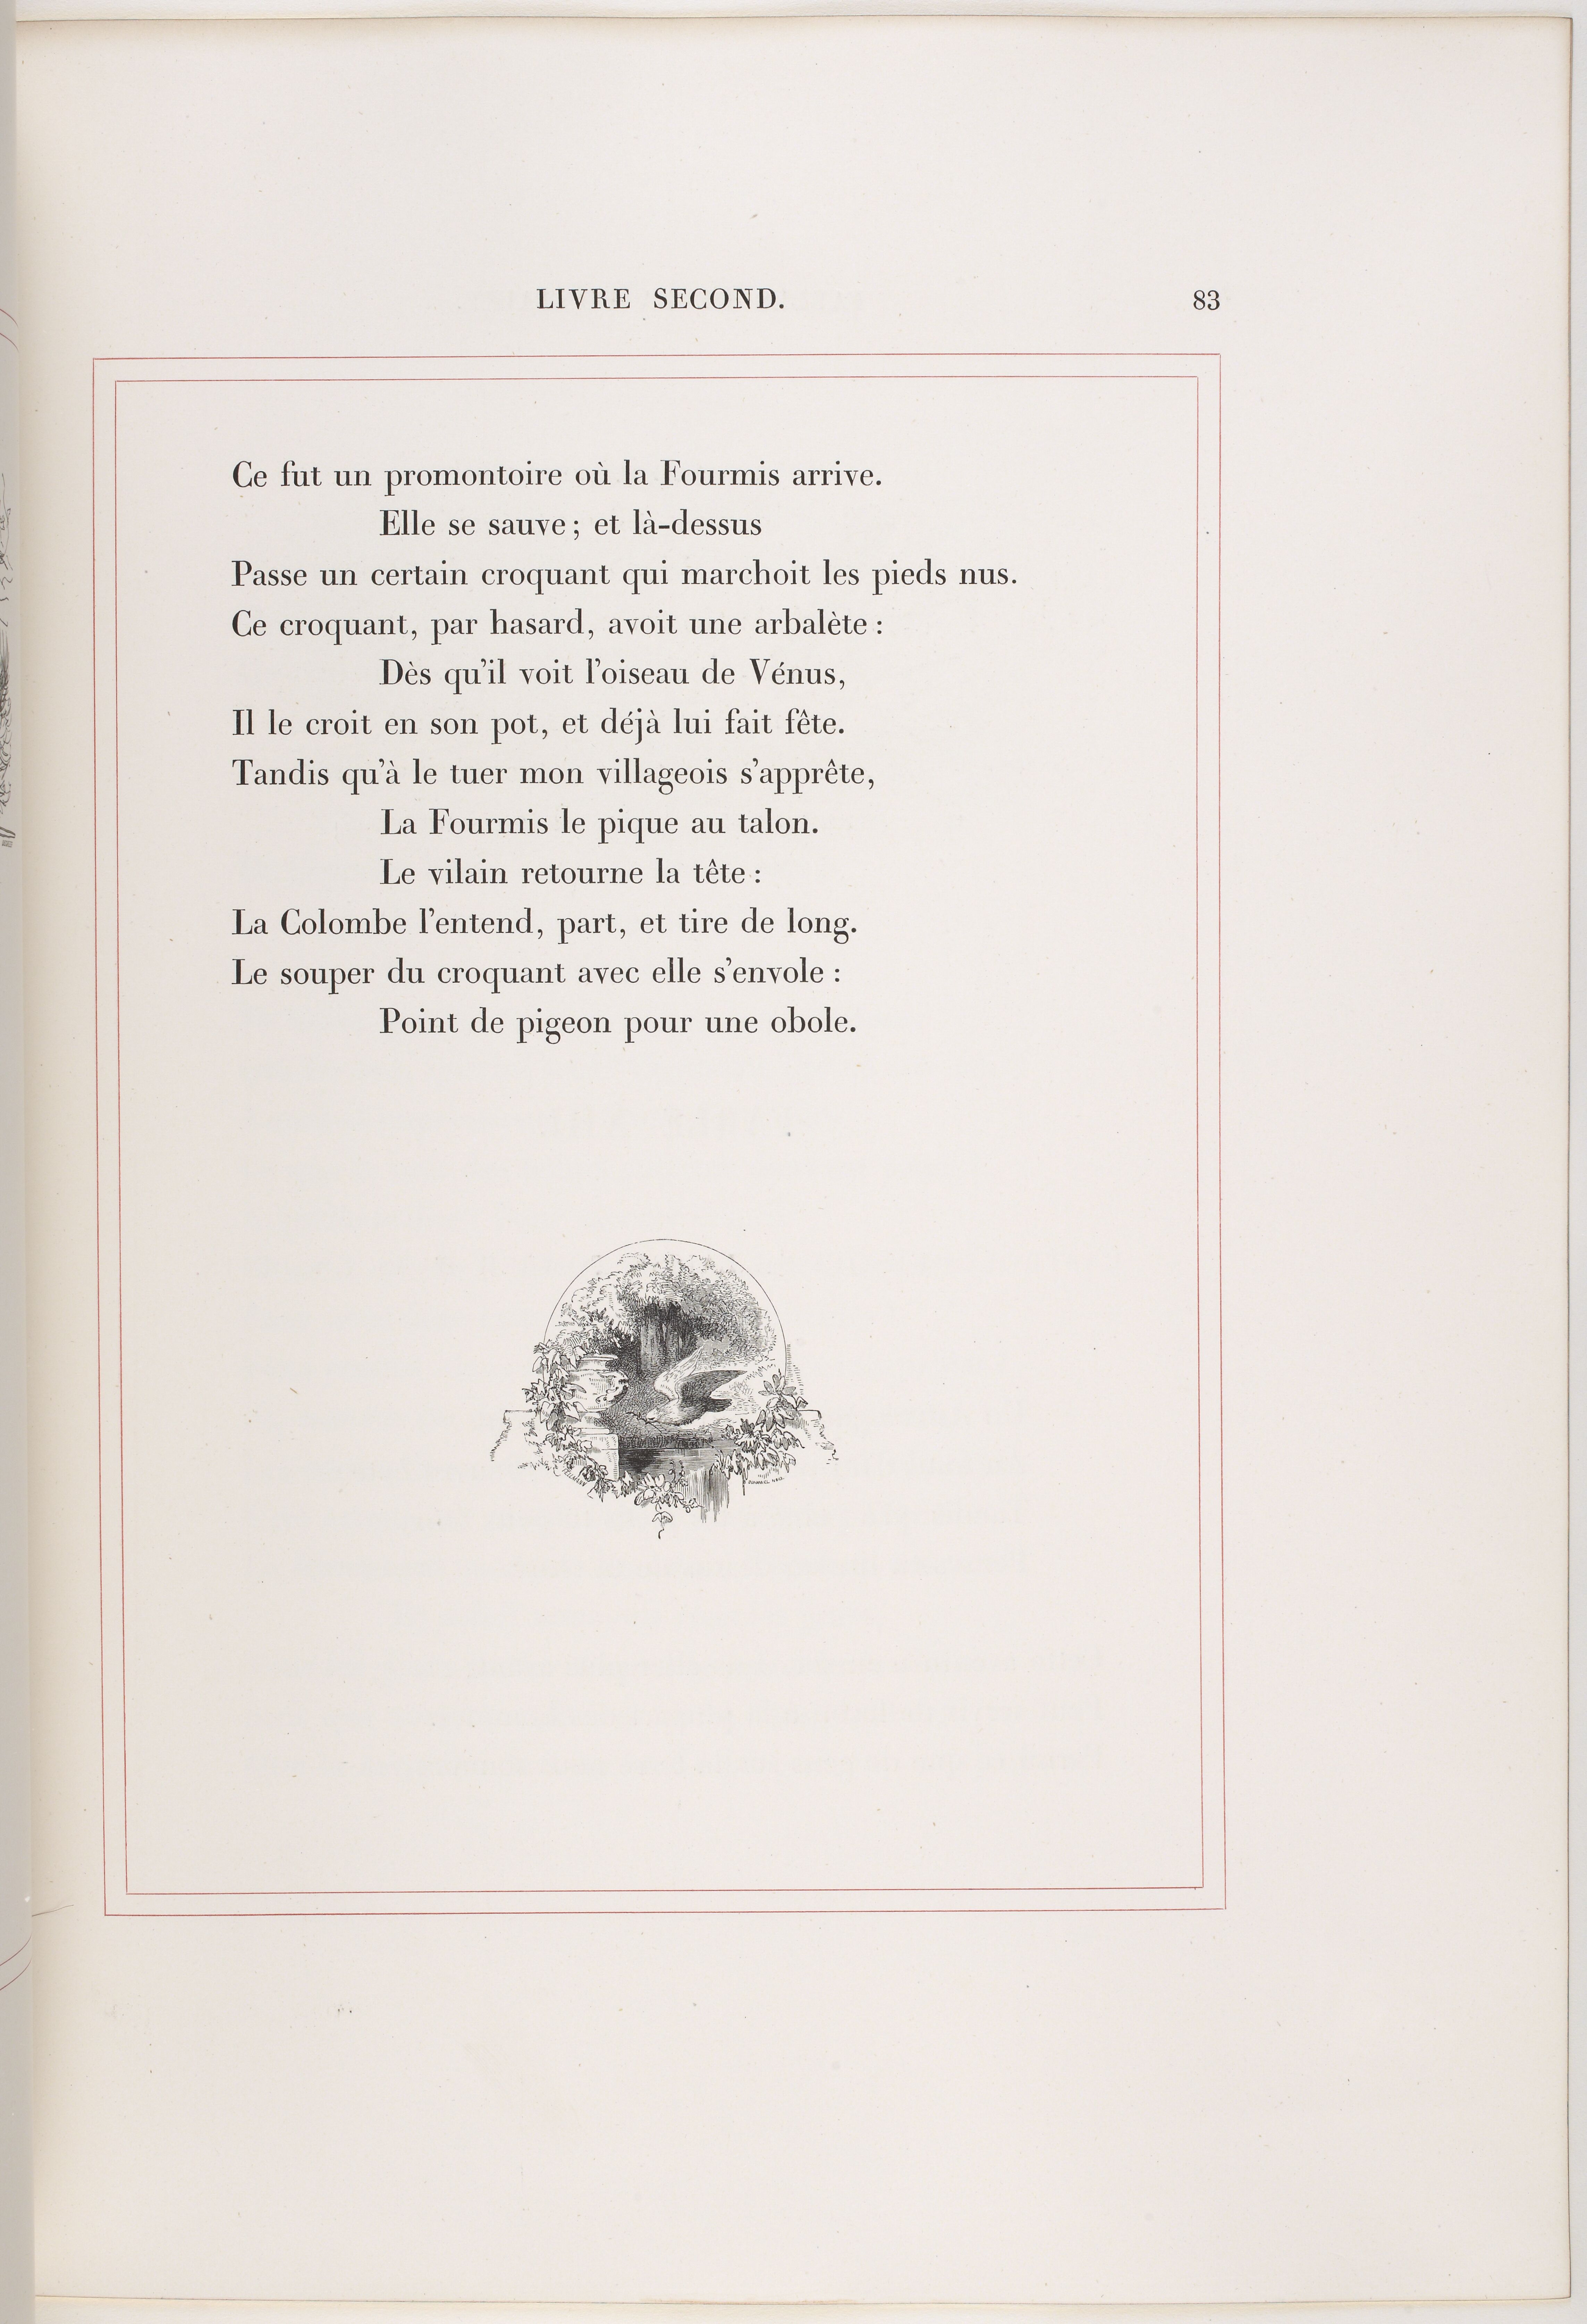 LIVRE SECOND. 83
Ce fut un promontoire où la Fourmis arrive.
Elle se sauve ; et là-dessus
Passe un certain croquant qui marchoit les pieds nus.
Ce croquant, par hasard, avoit une arbalète :
Dès qu'il voit l'oiseau de Vénus,
Il le croit en son pot, et déjà lui fait fête.
Tandis qu'à le tuer mon villageois s'apprête,
La Fourmis le pique au talon.
Le vilain retourne la tête :
La Colombe l'entend, part, et tire de long.
Le souper du croquant avec elle s'envole :
Point de pigeon pour une obole.